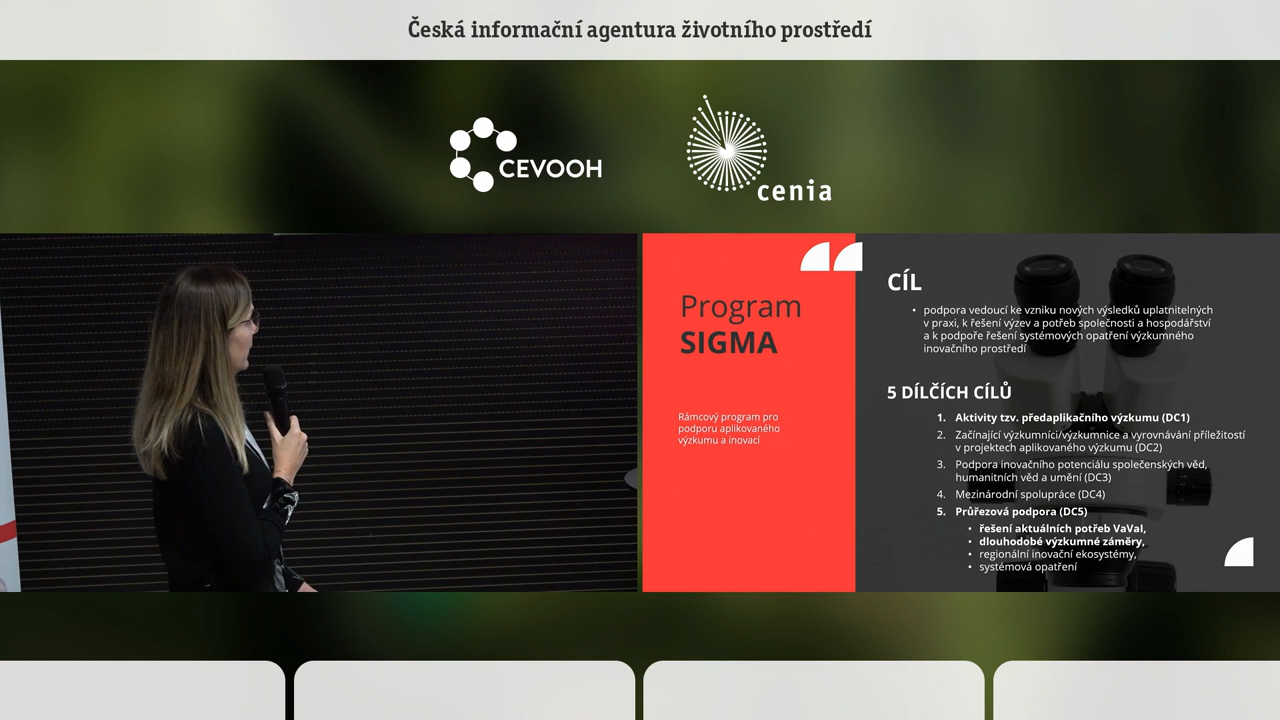 Česká informační agentura životního prostředí
CEVOOH
cenia
Program
SIGMA
Rámcový program pro
podporu aplikovaného
výzkumu a inovací
CÍL
• podpora vedoucí ke vzniku nových výsledků uplatnitelných
v praxi, k řešení výzev a potřeb společnosti a hospodářství
a k podpoře řešení systémových opatření výzkumného
inovačního prostředí
5 DÍLČÍCH CÍLŮ
1. Aktivity tzv. předaplikačního výzkumu (DC1)
2. Začínající výzkumníci/výzkumnice a vyrovnávání příležitostí
v projektech aplikovaného výzkumu (DC2)
3. Podpora inovačního potenciálu společenských věd,
humanitních věd a umění (DC3)
4. Mezinárodní spolupráce (DC4)
5. Průřezová podpora (DC5)
• řešení aktuálních potřeb VaVaI,
• dlouhodobé výzkumné záměry,
• regionální inovační ekosystémy,
• systémová opatření